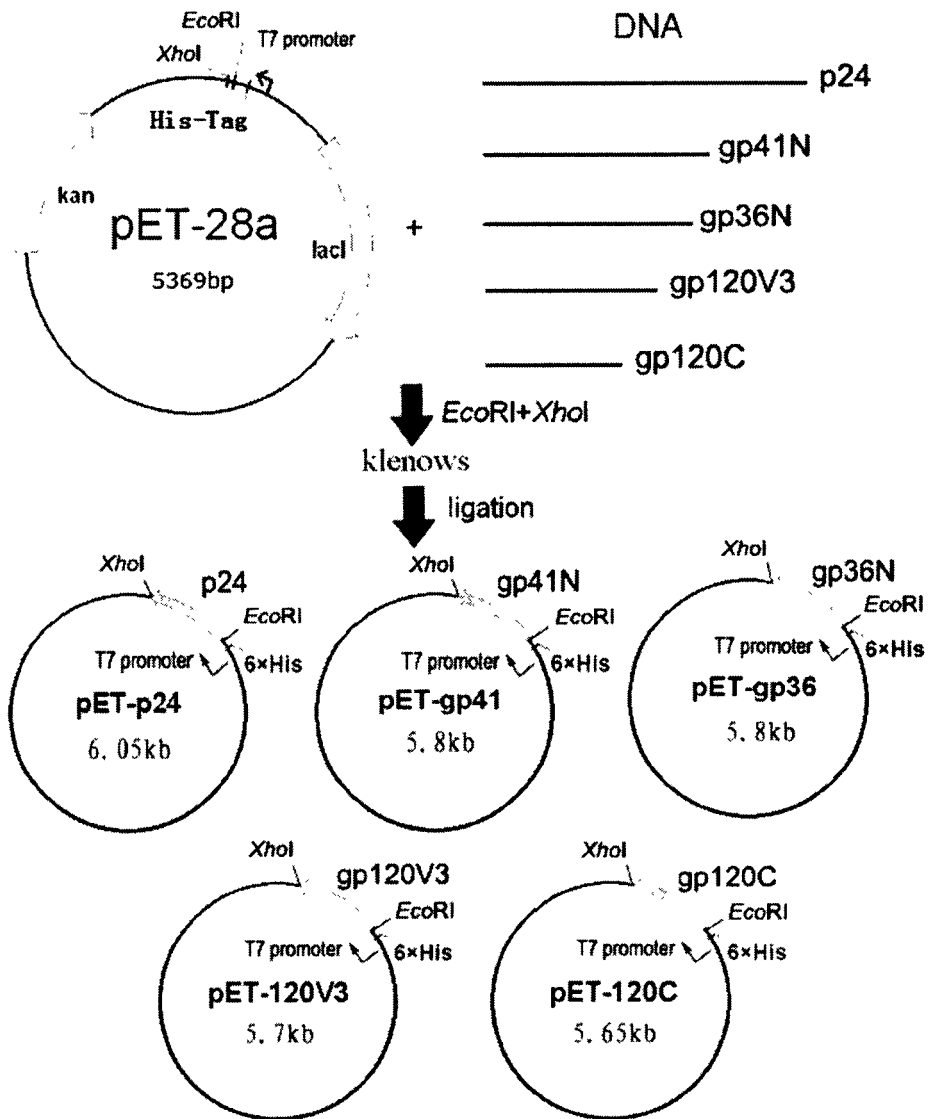 EcoRI
T7 promoter
XhoI
His-Tag
kan
pET-28a
lacI
5369bp
+
DNA
p24
gp41N
gp36N
gp120V3
gp120C
EcoRI+XhoI
klenows
ligation
XhoI
p24
EcoRI
T7 promoter
6×His
pET-p24
6. 05kb
XhoI
gp41N
EcoRI
T7 promoter
6×His
pET-gp41
5. 8kb
XhoI
gp36N
EcoRI
T7 promoter
6×His
pET-gp36
5. 8kb
XhoI
gp120V3
EcoRI
T7 promoter
6×His
pET-120V3
5. 7kb
XhoI
gp120C
EcoRI
T7 promoter
6×His
pET-120C
5. 65kb